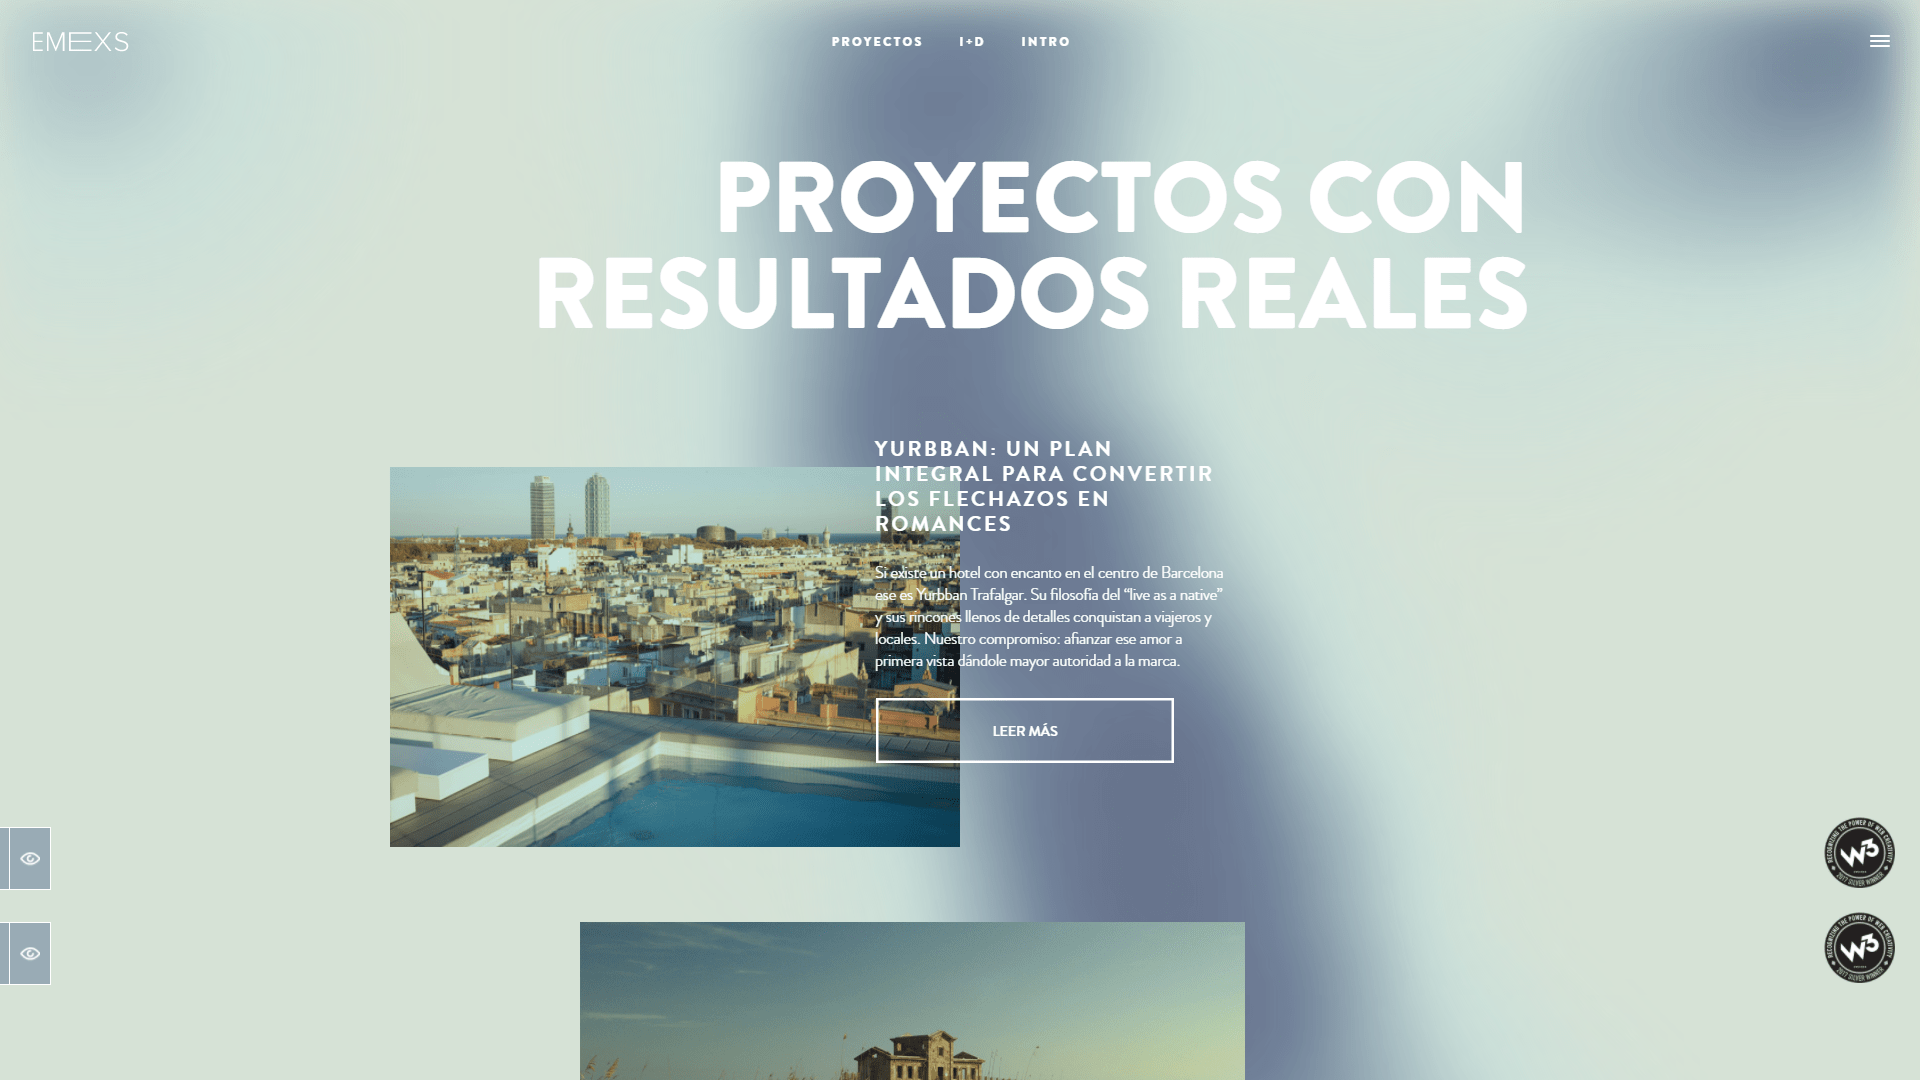 EMEXS
PROYECTOS
I+D
INTRO
PROYECTOS CON
RESULTADOS REALES
YURBBAN: UN PLAN
INTEGRAL PARA CONVERTIR
LOS FLECHAZOS EN
ROMANCES
Si existe un hotel con encanto en el centro de Barcelona
ese es Yurbban Trafalgar. Su filosofía del “live as a native”
y sus rincones llenos de detalles conquistan a viajeros y
locales. Nuestro compromiso: afianzar ese amor a
primera vista dándole mayor autoridad a la marca.
LEER MÁS
RECOGNIZING THE POWER OF WEB CREATIVITY
W3
2017 SILVER WINNER
RECOGNIZING THE POWER OF WEB CREATIVITY
W3
2017 SILVER WINNER